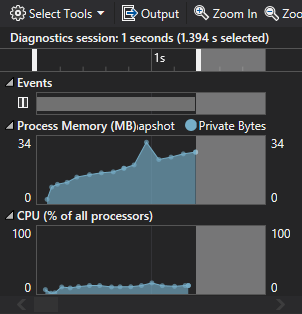 Select Tools Output Zoom In Zoo
Diagnostics session: 1 seconds (1.394 s selected)
1s
Events
Process Memory (MB) apshot Private Bytes
34 34
0 0
CPU (% of all processors)
100 100
0 0